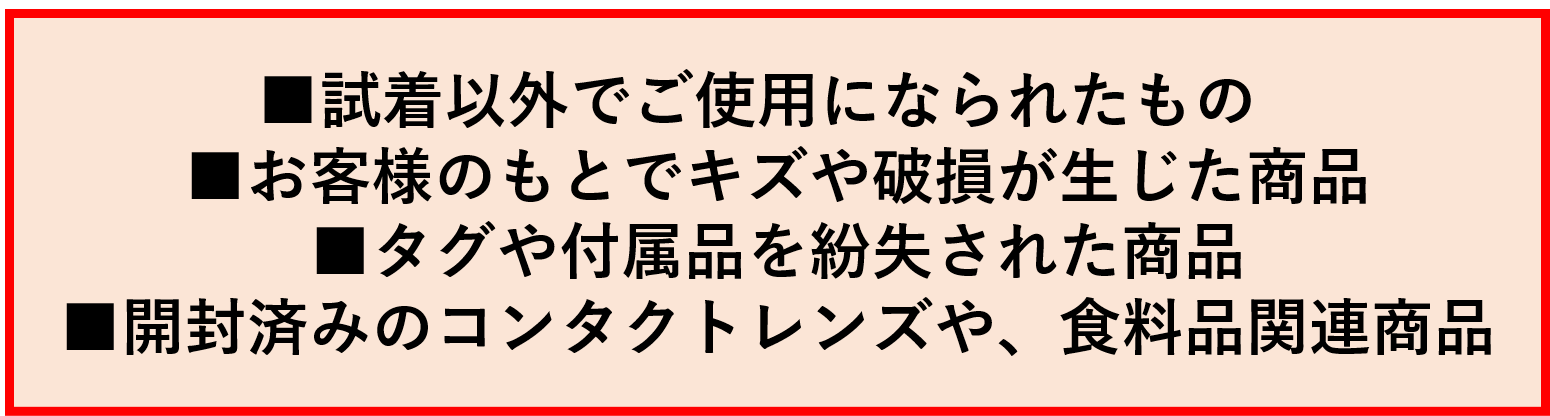 ■試着以外でご使用になられたもの
■お客様のもとでキズや破損が生じた商品
■タグや付属品を紛失された商品
■開封済みのコンタクトレンズや、食料品関連商品